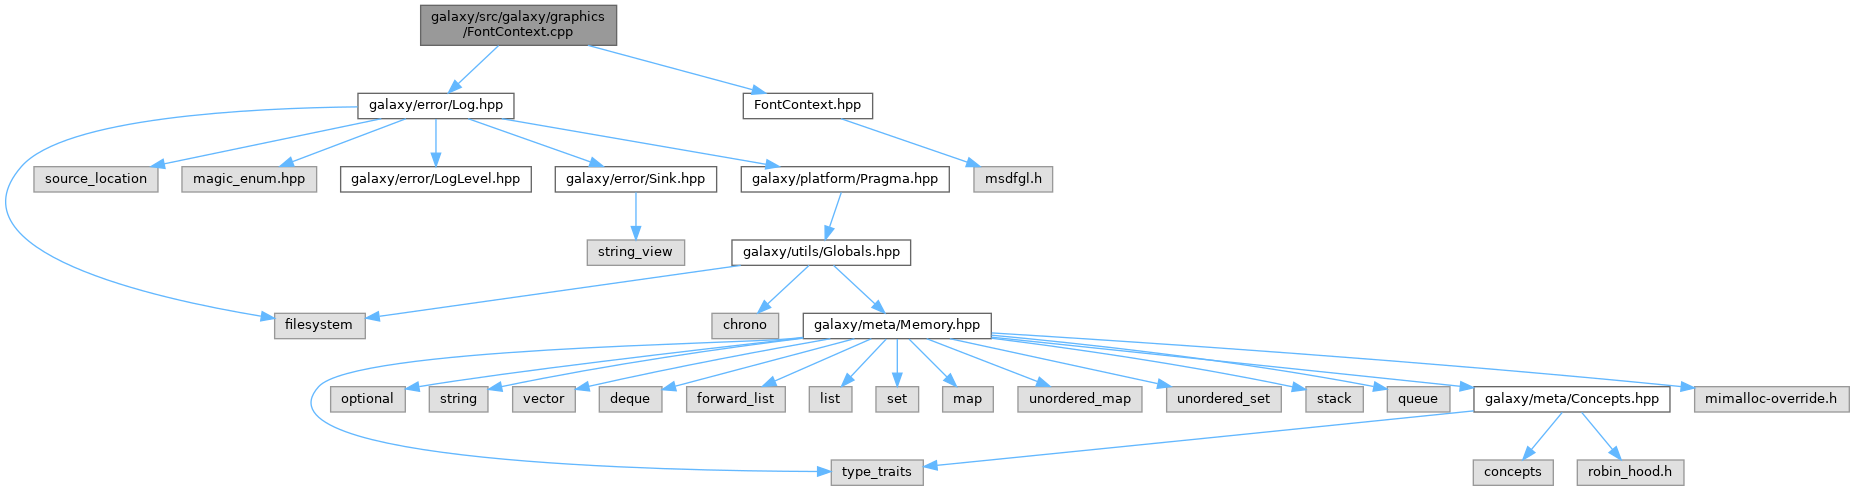 galaxy/src/galaxy/graphics
/FontContext.cpp
galaxy/error/Log.hpp
FontContext.hpp
source_location
magic_enum.hpp
galaxy/error/LogLevel.hpp
galaxy/error/Sink.hpp
galaxy/platform/Pragma.hpp
msdfgl.h
string_view
galaxy/utils/Globals.hpp
filesystem
chrono
galaxy/meta/Memory.hpp
optional
string
vector
deque
forward_list
list
set
map
unordered_map
unordered_set
stack
queue
galaxy/meta/Concepts.hpp
mimalloc-override.h
type_traits
concepts
robin_hood.h